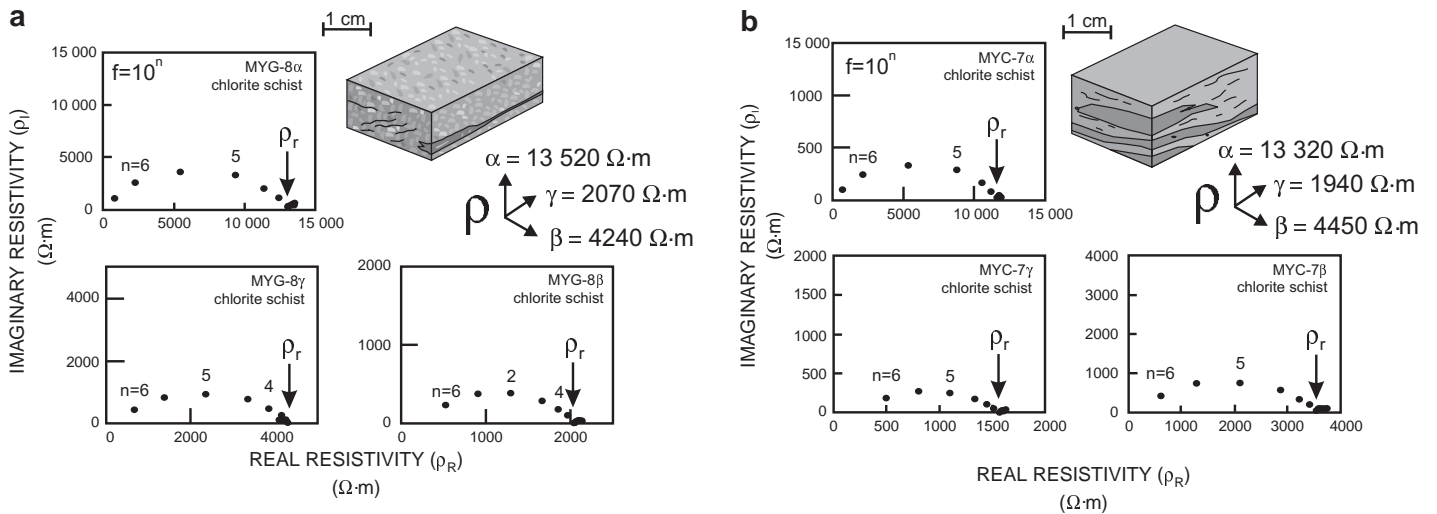 a
1 cm
15 000
10 000
5000
0
f=10ⁿ
MYG-8α
chlorite schist
n=6
5
ρr
0
5000
10 000
15 000
ρ
α = 13 520 Ω·m
γ = 2070 Ω·m
β = 4240 Ω·m
IMAGINARY RESISTIVITY (ρI)
(Ω·m)
4000
2000
0
MYG-8γ
chlorite schist
n=6
5
4
ρr
0
2000
4000
2000
1000
0
MYG-8β
chlorite schist
n=6
2
4
ρr
0
1000
2000
REAL RESISTIVITY (ρR)
(Ω·m)
b
1 cm
15 000
1000
500
0
f=10ⁿ
MYC-7α
chlorite schist
n=6
5
ρr
0
5000
10 000
15 000
ρ
α = 13 320 Ω·m
γ = 1940 Ω·m
β = 4450 Ω·m
IMAGINARY RESISTIVITY (ρI)
(Ω·m)
2000
1500
1000
500
0
MYC-7γ
chlorite schist
n=6
5
ρr
0
500
1000
1500
2000
4000
3000
2000
1000
0
MYC-7β
chlorite schist
n=6
5
ρr
0
1000
2000
3000
4000
REAL RESISTIVITY (ρR)
(Ω·m)